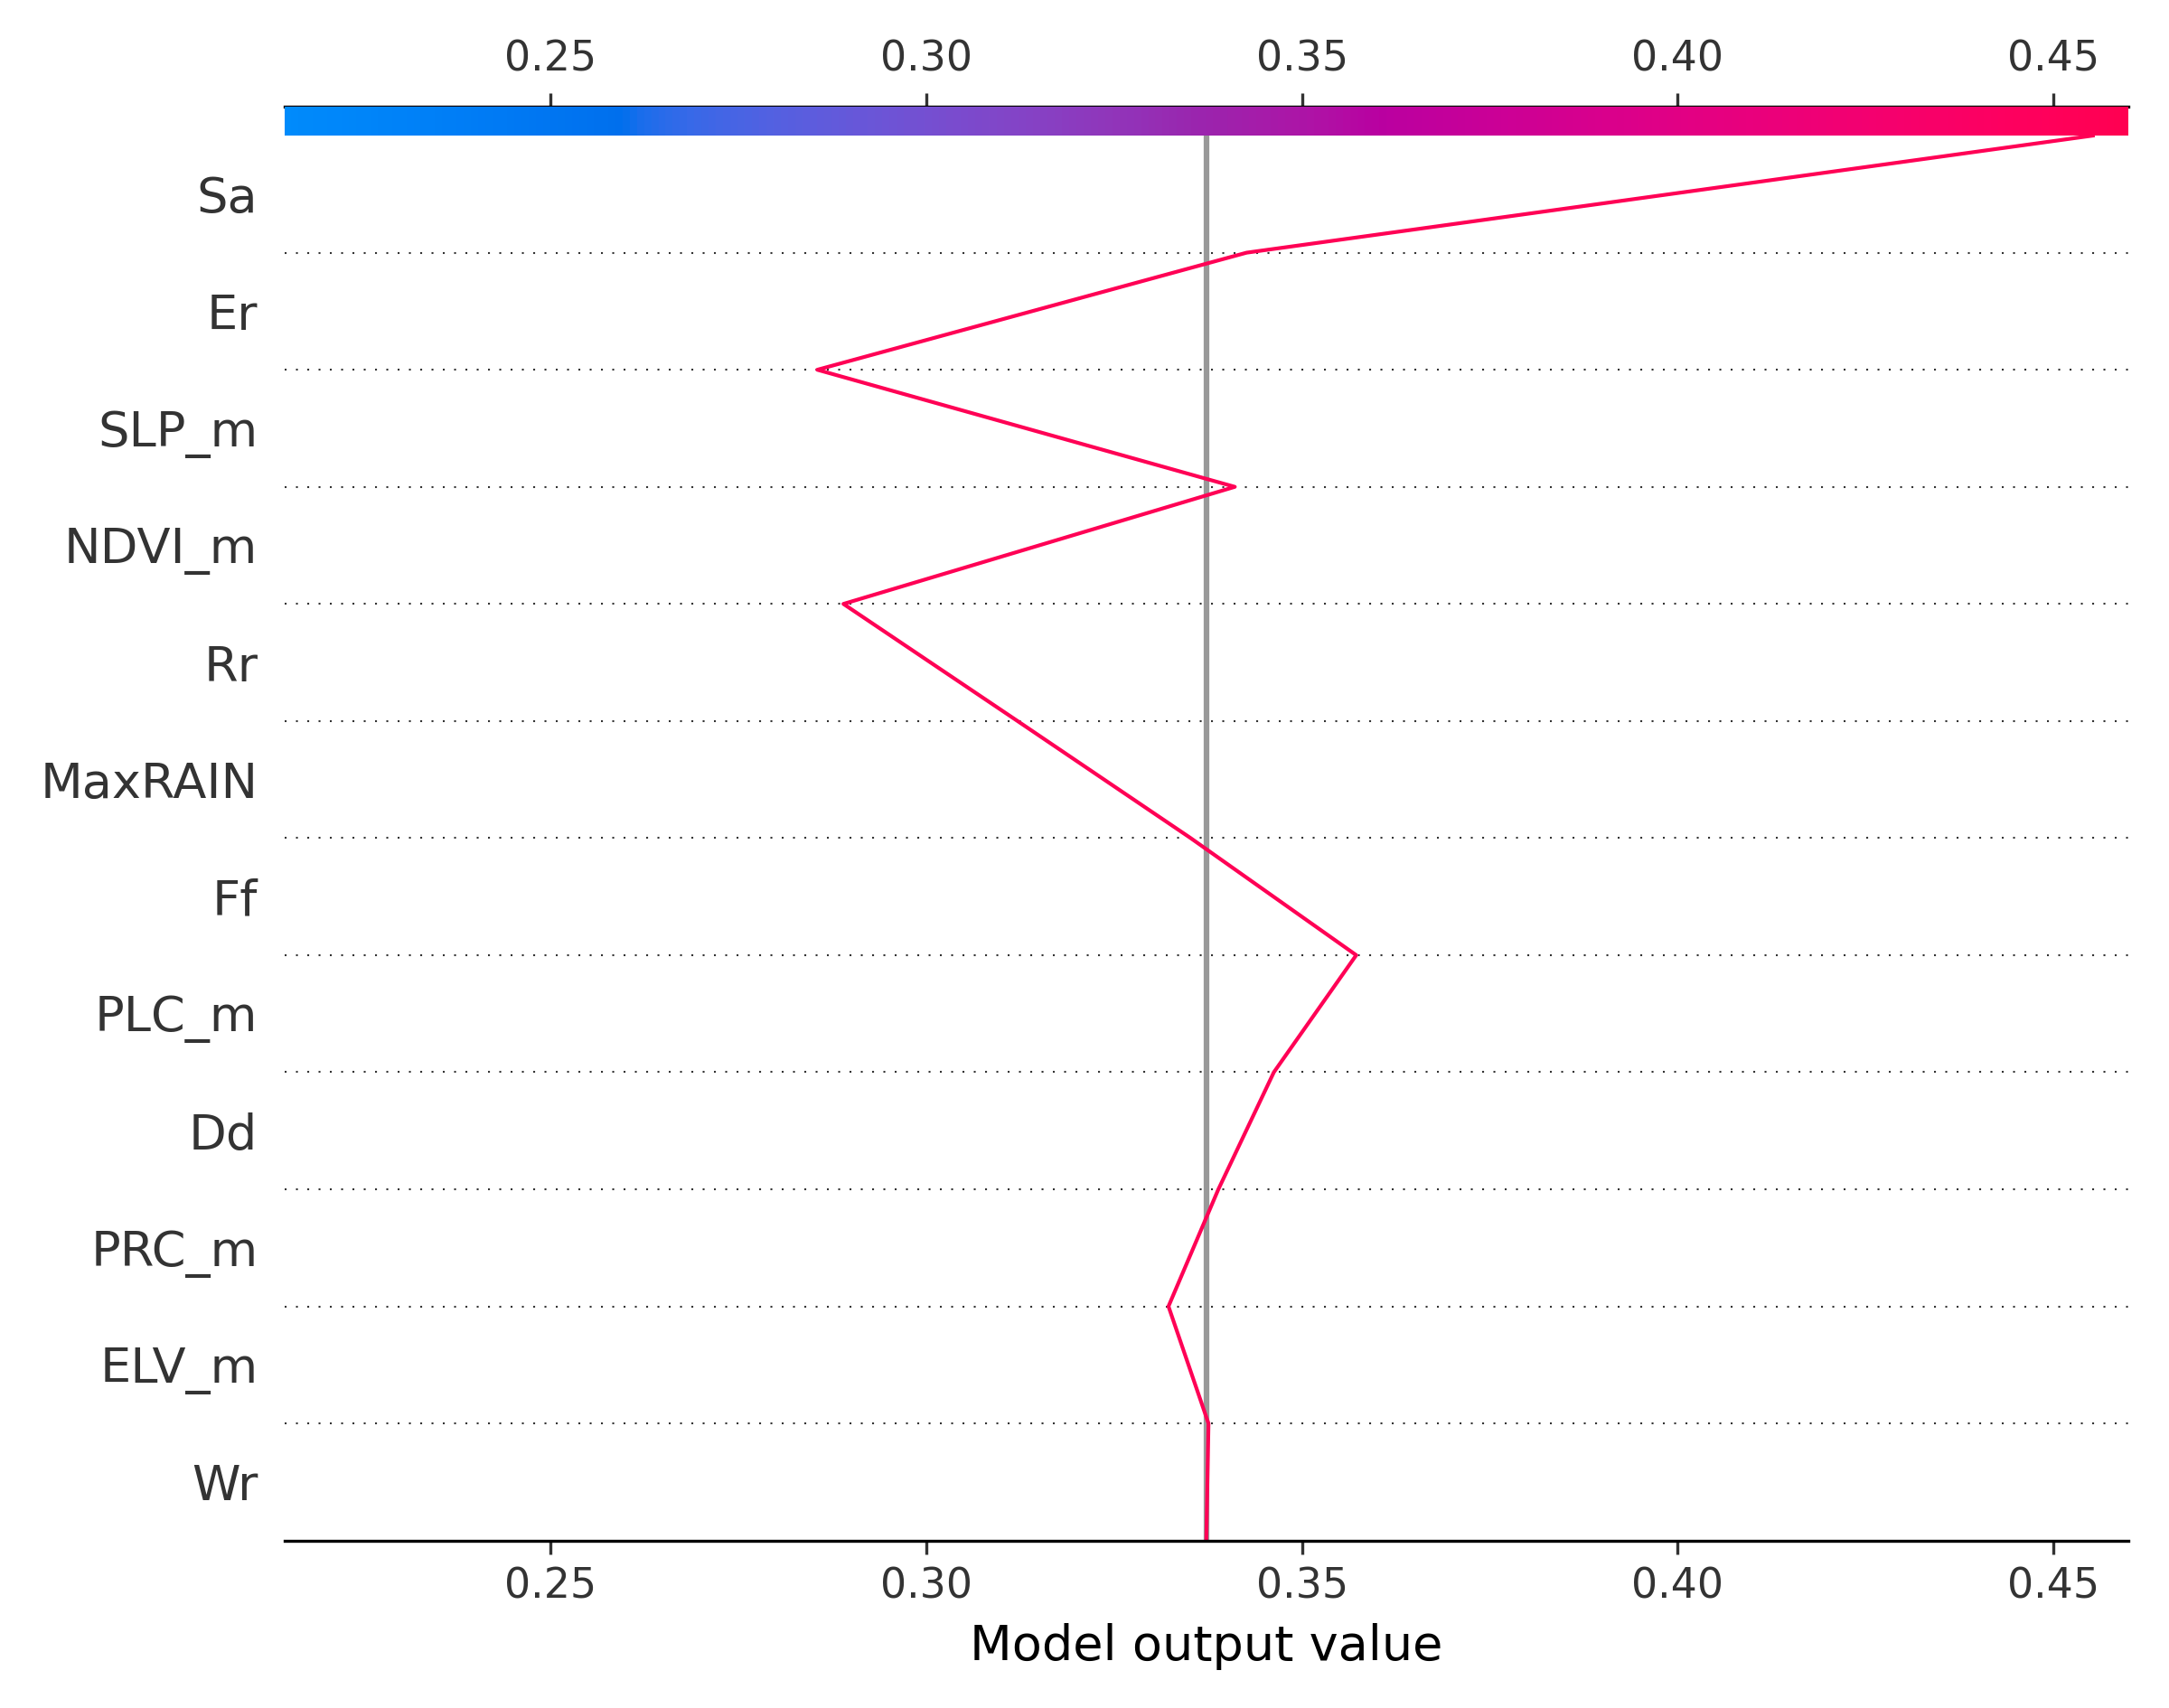 0.25 0.30 0.35 0.40 0.45
Sa
Er
SLP_m
NDVI_m
Rr
MaxRAIN
Ff
PLC_m
Dd
PRC_m
ELV_m
Wr
0.25 0.30 0.35 0.40 0.45
Model output value